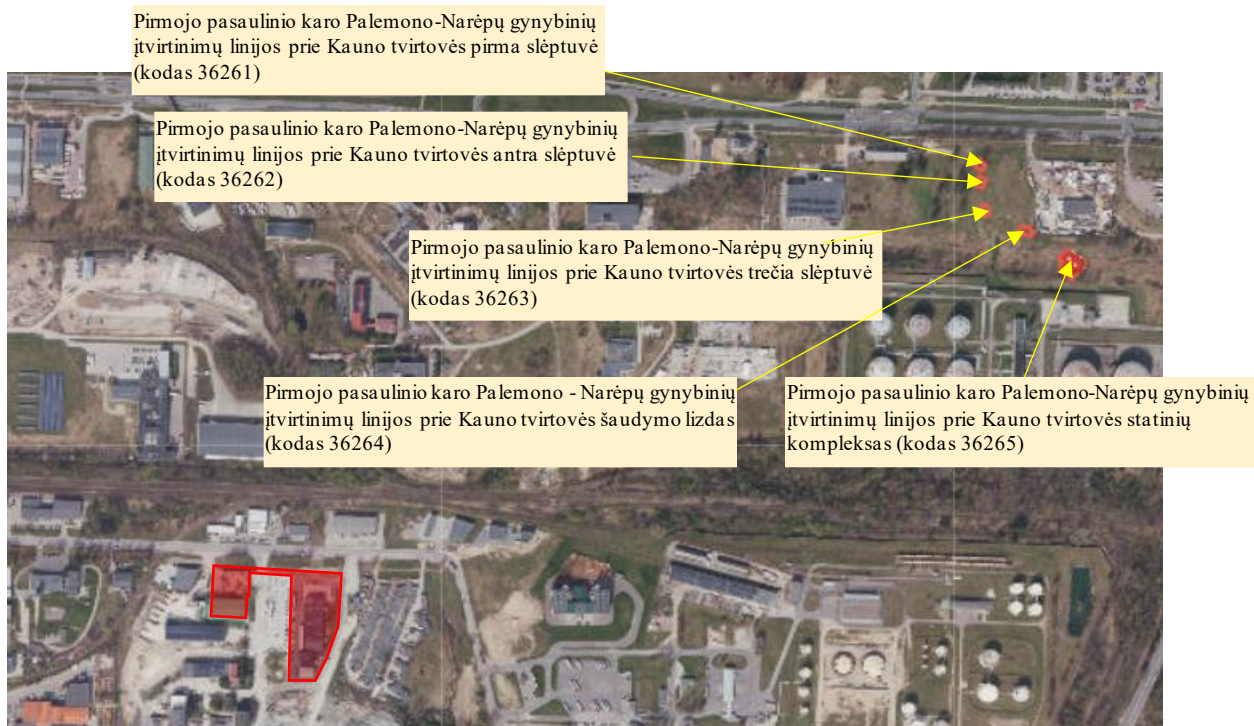 Pirmojo pasaulinio karo Palemono-Narėpų gynybinių
įtvirtinimų linijos prie Kauno tvirtovės pirma slėptuvė
(kodas 36261)
Pirmojo pasaulinio karo Palemono-Narėpų gynybinių
įtvirtinimų linijos prie Kauno tvirtovės antra slėptuvė
(kodas 36262)
Pirmojo pasaulinio karo Palemono-Narėpų gynybinių
įtvirtinimų linijos prie Kauno tvirtovės trečia slėptuvė
(kodas 36263)
Pirmojo pasaulinio karo Palemono - Narėpų gynybinių
įtvirtinimų linijos prie Kauno tvirtovės šaudymo lizdas
(kodas 36264)
Pirmojo pasaulinio karo Palemono-Narėpų gynybinių
įtvirtinimų linijos prie Kauno tvirtovės statinių
kompleksas (kodas 36265)